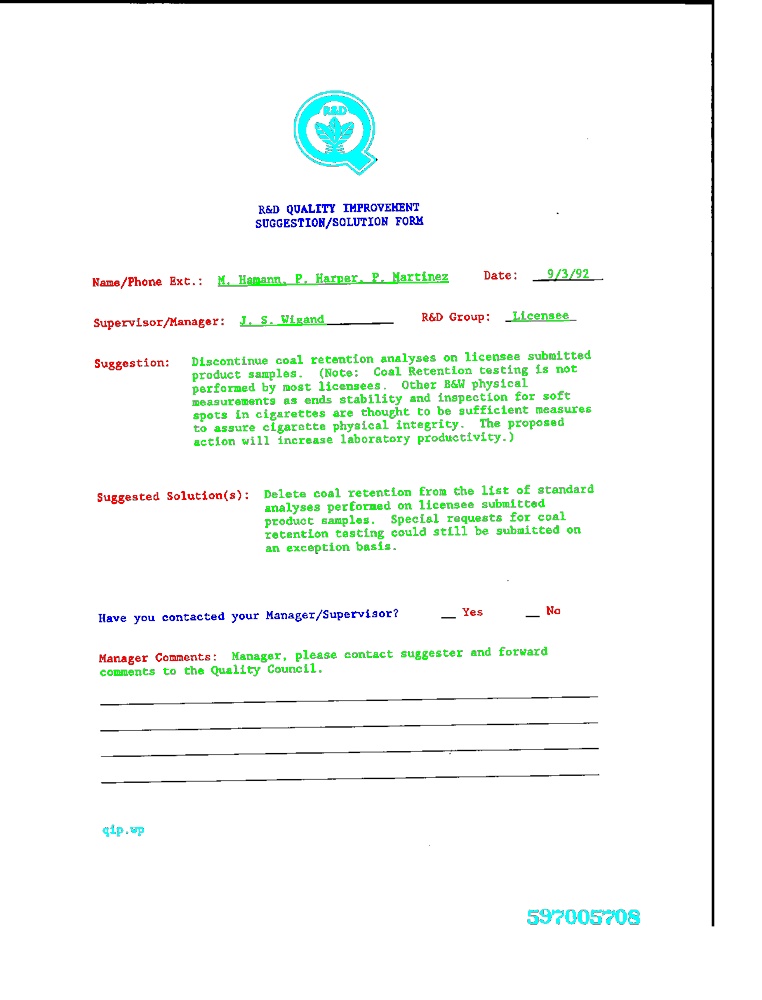 R&D
R&D QUALITY IMPROVEMENT
SUGGESTION/SOLUTION FORM
Name/Phone Ext.: M. Hamann, P. Harper, P. Martinez Date: 9/3/92
Supervisor/Manager: J. S. Wigand R&D Group: Licensee
Suggestion: Discontinue coal retention analyses on licensee submitted
product samples. (Note: Coal Retention testing is not
performed by most licensees. Other B&W physical
measurements as ends stability and inspection for soft
spots in cigarettes are thought to be sufficient measures
to assure cigarette physical integrity. The proposed
action will increase laboratory productivity.)
Suggested Solution(s): Delete coal retention from the list of standard
analyses performed on licensee submitted
product samples. Special requests for coal
retention testing could still be submitted on
an exception basis.
Have you contacted your Manager/Supervisor? __ Yes __ No
Manager Comments: Manager, please contact suggester and forward
comments to the Quality Council.
qip.wp
597005708